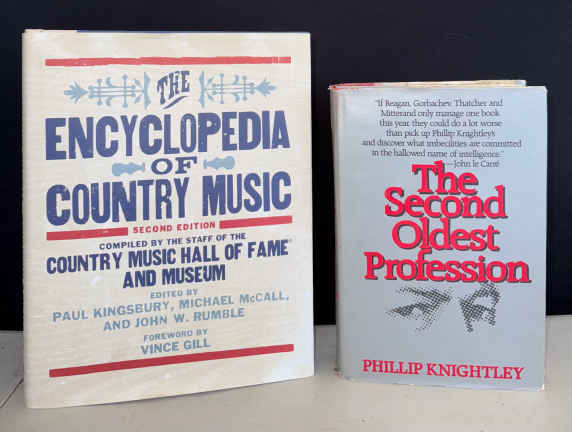 THE
ENCYCLOPEDIA
OF
COUNTRY MUSIC
SECOND EDITION
COMPILED BY THE STAFF OF THE
COUNTRY MUSIC HALL OF FAME®
AND MUSEUM
EDITED BY
PAUL KINGSBURY, MICHAEL McCALL,
AND JOHN W. RUMBLE
FOREWORD BY
VINCE GILL
"If Reagan, Gorbachev, Thatcher and
Mitterand only manage one book
this year, they could do a lot worse
than pick up Phillip Knightley's
and discover what imbecilities are committed
in the hallowed name of intelligence."
—John le Carré
The
Second
Oldest
Profession
PHILLIP KNIGHTLEY